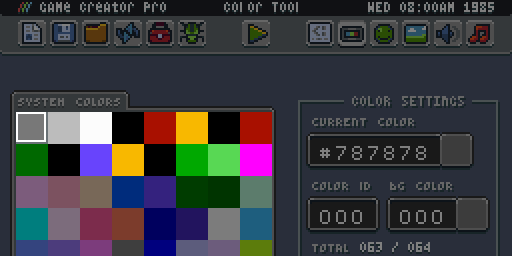 Game Creator Pro COLOR TOOL WED 08:00AM 1985
SYSTEM COLORS
COLOR SETTINGS
CURRENT COLOR
#787878
COLOR ID BG COLOR
000 000
TOTAL 063 / 064